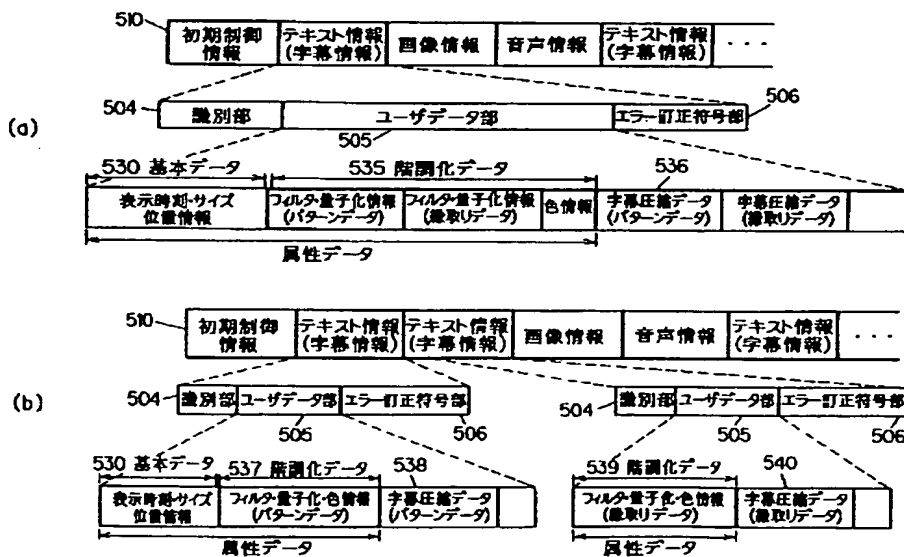 510
初期制御
情報
テキスト情報
(字幕情報)
画像情報
音声情報
テキスト情報
(字幕情報)
・・・
(a)
504
識別部
ユーザデータ部
505
エラー訂正符号部
506
530 基本データ
535 階調化データ
536
表示時刻・サイズ
位置情報
フィルタ・量子化情報
(パターンデータ)
フィルタ・量子化情報
(縁取りデータ)
色情報
字幕圧縮データ
(パターンデータ)
字幕圧縮データ
(縁取りデータ)
属性データ
510
初期制御
情報
テキスト情報
(字幕情報)
テキスト情報
(字幕情報)
画像情報
音声情報
テキスト情報
(字幕情報)
・・・
(b)
504
識別部
ユーザデータ部
エラー訂正符号部
505
506
504
識別部
ユーザデータ部
エラー訂正符号部
505
506
530 基本データ
537 階調化データ
538
表示時刻・サイズ
位置情報
フィルタ・量子化・色情報
(パターンデータ)
字幕圧縮データ
(パターンデータ)
属性データ
539 階調化データ
540
フィルタ・量子化・色情報
(縁取りデータ)
字幕圧縮データ
(縁取りデータ)
属性データ